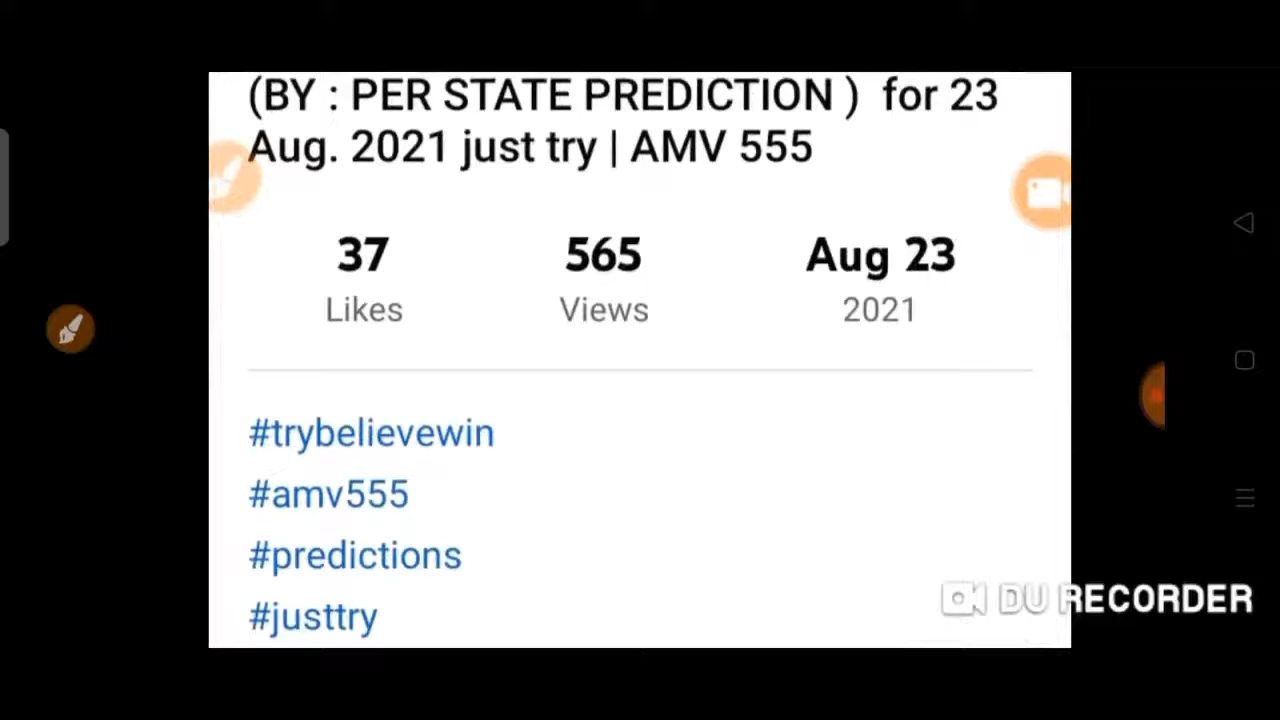 (BY : PER STATE PREDICTION ) for 23
Aug. 2021 just try | AMV 555
37 565 Aug 23
Likes Views 2021
#trybelievewin
#amv555
#predictions
#justtry
DU RECORDER